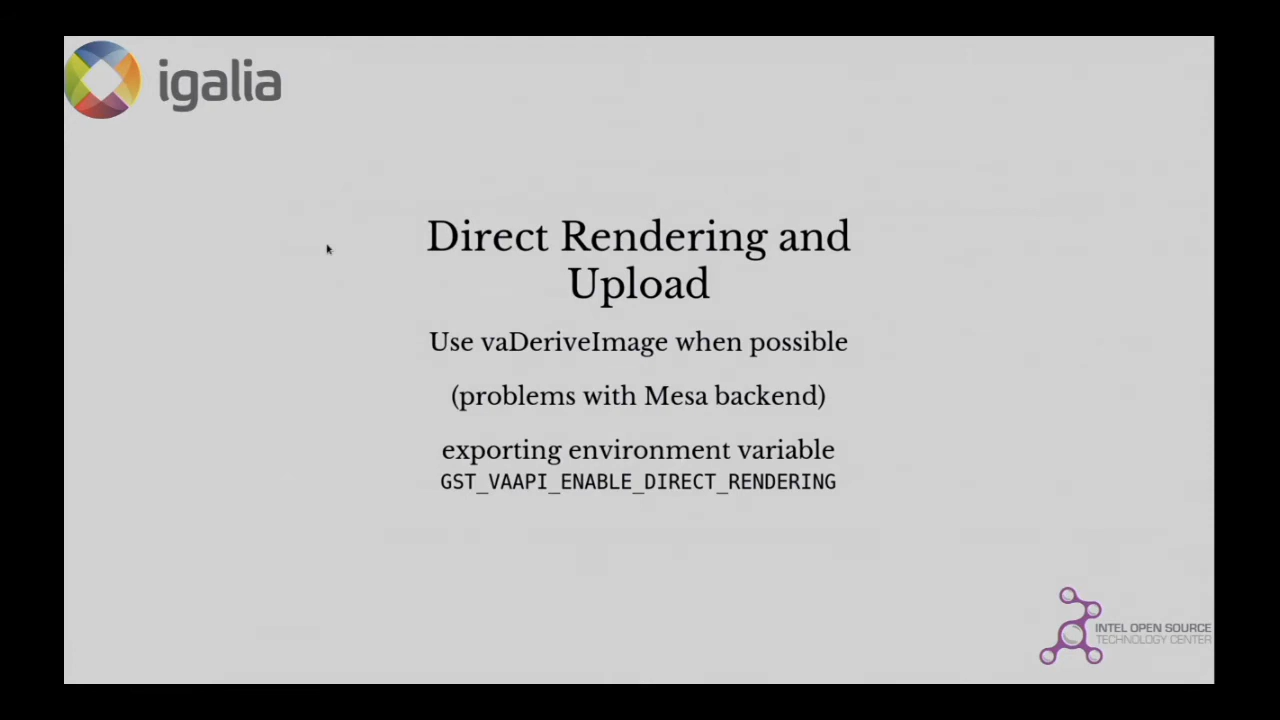 igalia
Direct Rendering and
Upload
Use vaDeriveImage when possible
(problems with Mesa backend)
exporting environment variable
GST_VAAPI_ENABLE_DIRECT_RENDERING
INTEL OPEN SOURCE
TECHNOLOGY CENTER